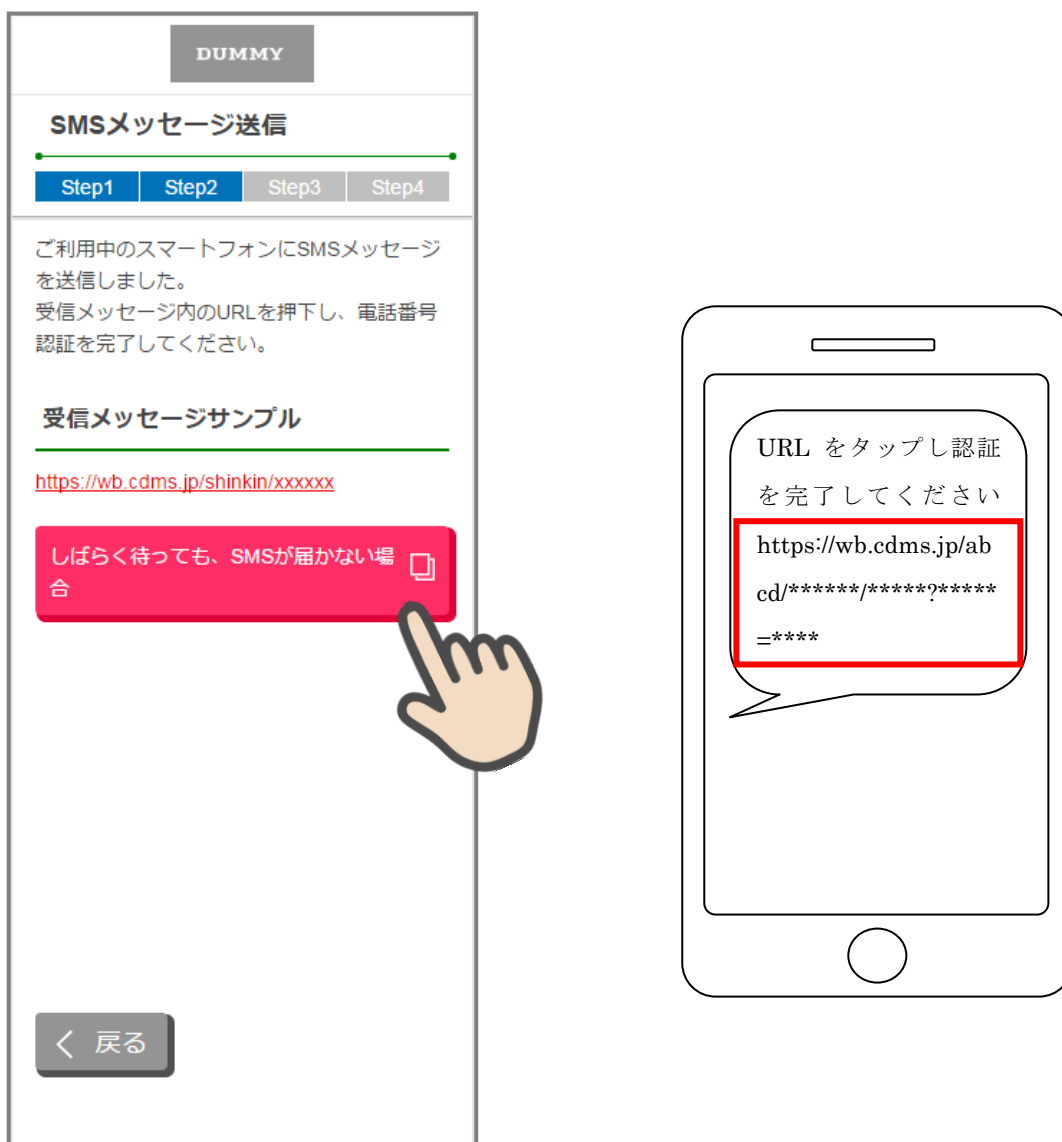 DUMMY
SMSメッセージ送信
Step1 Step2 Step3 Step4
ご利用中のスマートフォンにSMSメッセージ
を送信しました。
受信メッセージ内のURLを押下し、電話番号
認証を完了してください。
受信メッセージサンプル
https://wb.cdms.jp/shinkin/xxxxxx
しばらく待っても、SMSが届かない場
合
戻る
URL をタップし認証
を完了してください
https://wb.cdms.jp/ab
cd/******/*****?*****
=****